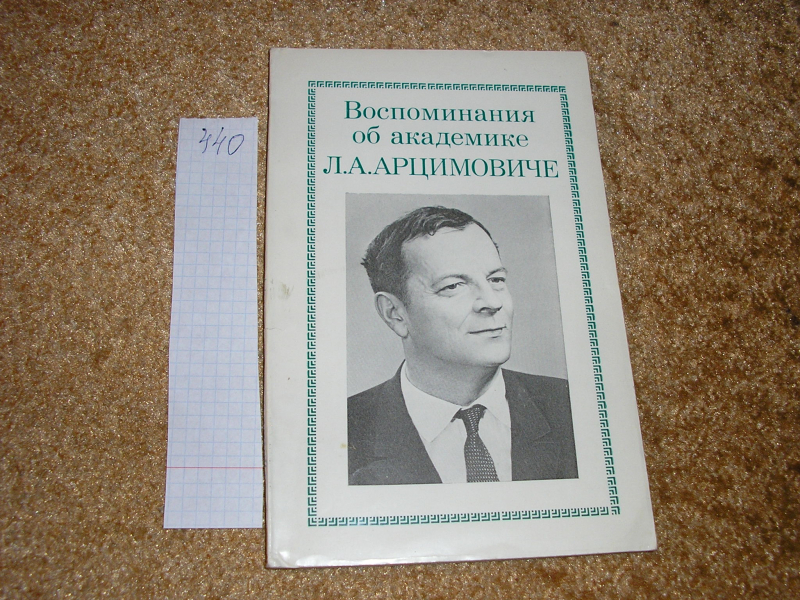 440
Воспоминания
об академике
Л.А.АРЦИМОВИЧЕ